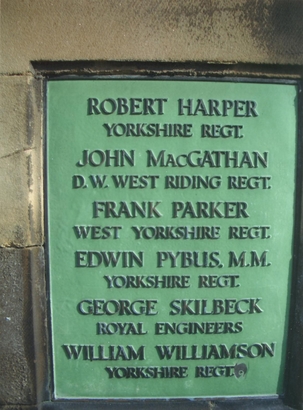 ROBERT HARPER
YORKSHIRE REGT.
JOHN MACGATHAN
D.W. WEST RIDING REGT.
FRANK PARKER
WEST YORKSHIRE REGT.
EDWIN PYBUS, M.M.
YORKSHIRE REGT.
GEORGE SKILBECK
ROYAL ENGINEERS
WILLIAM WILLIAMSON
YORKSHIRE REGT.